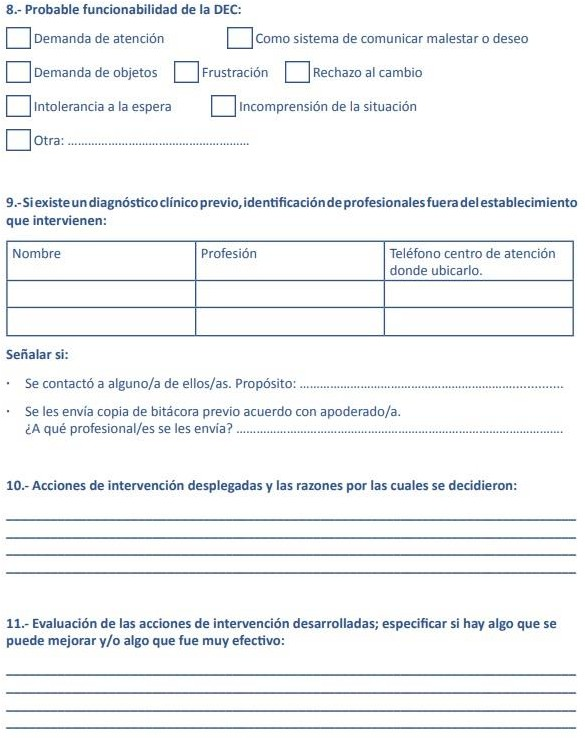 8.- Probable funcionabilidad de la DEC:
Demanda de atención Como sistema de comunicar malestar o deseo
Demanda de objetos Frustración Rechazo al cambio
Intolerancia a la espera Incomprensión de la situación
Otra: ......................................................
9.- Si existe un diagnóstico clínico previo, identificación de profesionales fuera del establecimiento
que intervienen:
Nombre Profesión Teléfono centro de atención
donde ubicarlo.
Señalar si:
· Se contactó a alguno/a de ellos/as. Propósito: ..............................................................................
· Se les envía copia de bitácora previo acuerdo con apoderado/a.
¿A qué profesional/es se les envía? ................................................................................................
10.- Acciones de intervención desplegadas y las razones por las cuales se decidieron:
11.- Evaluación de las acciones de intervención desarrolladas; especificar si hay algo que se
puede mejorar y/o algo que fue muy efectivo: